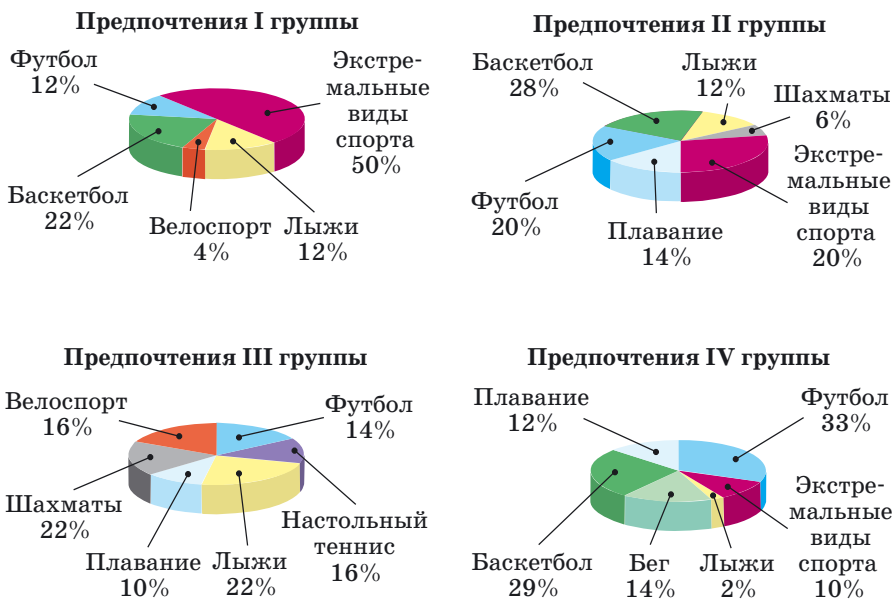 Предпочтения I группы
Футбол
12%
Экстре-
мальные
виды
спорта
50%
Баскетбол
22%
Велоспорт
4%
Лыжи
12%
Предпочтения II группы
Баскетбол
28%
Лыжи
12%
Шахматы
6%
Экстре-
мальные
виды
спорта
20%
Футбол
20%
Плавание
14%
Предпочтения III группы
Велоспорт
16%
Футбол
14%
Шахматы
22%
Плавание
10%
Лыжи
22%
Настольный
теннис
16%
Предпочтения IV группы
Плавание
12%
Футбол
33%
Баскетбол
29%
Бег
14%
Лыжи
2%
Экстре-
мальные
виды
спорта
10%